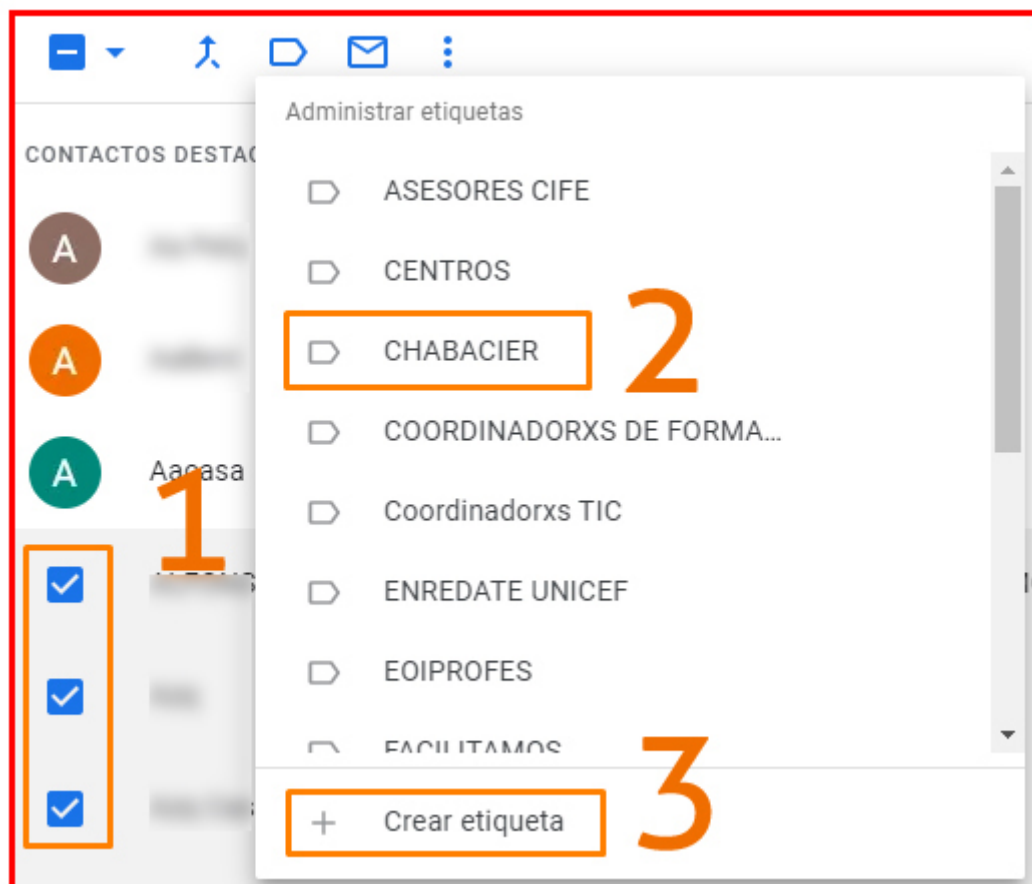 Administrar etiquetas
CONTACTOS DESTAC
ASESORES CIFE
A
CENTROS
2
CHABACIER
A
COORDINADORXS DE FORMA...
A
Aacasa
1
Coordinadorxs TIC
ENREDATE UNICEF
EOIPROFES
FACILITAMOS
3
+ Crear etiqueta